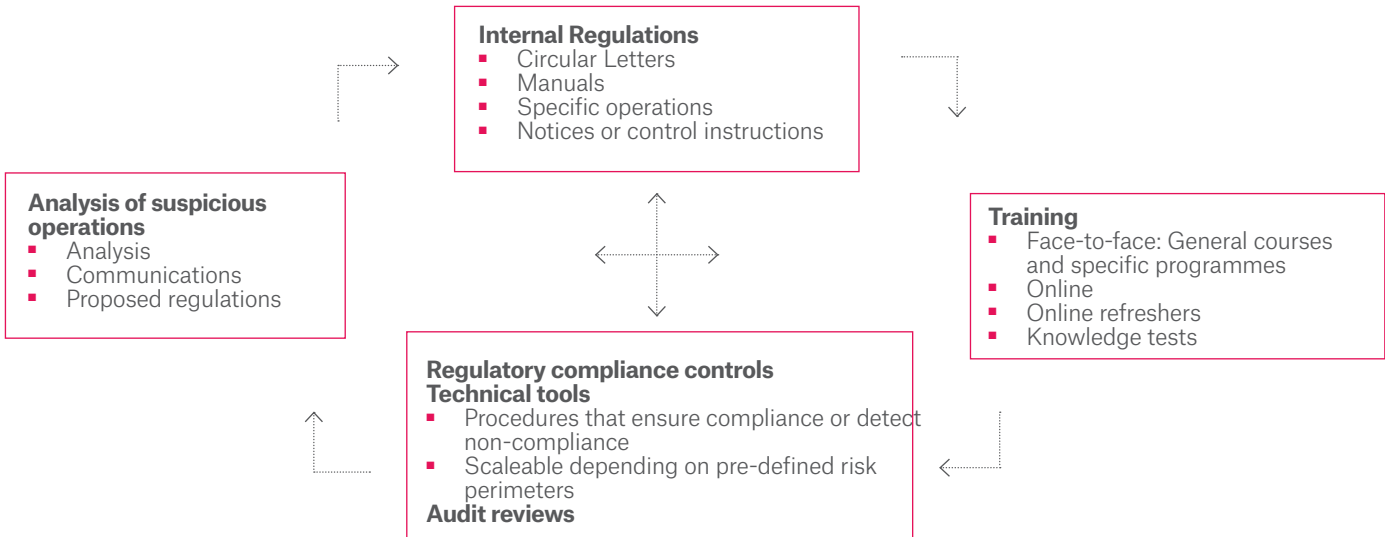 Internal Regulations
▪ Circular Letters
▪ Manuals
▪ Specific operations
▪ Notices or control instructions
Analysis of suspicious
operations
▪ Analysis
▪ Communications
▪ Proposed regulations
Training
▪ Face-to-face: General courses
and specific programmes
▪ Online
▪ Online refreshers
▪ Knowledge tests
Regulatory compliance controls
Technical tools
▪ Procedures that ensure compliance or detect
non-compliance
▪ Scaleable depending on pre-defined risk
perimeters
Audit reviews